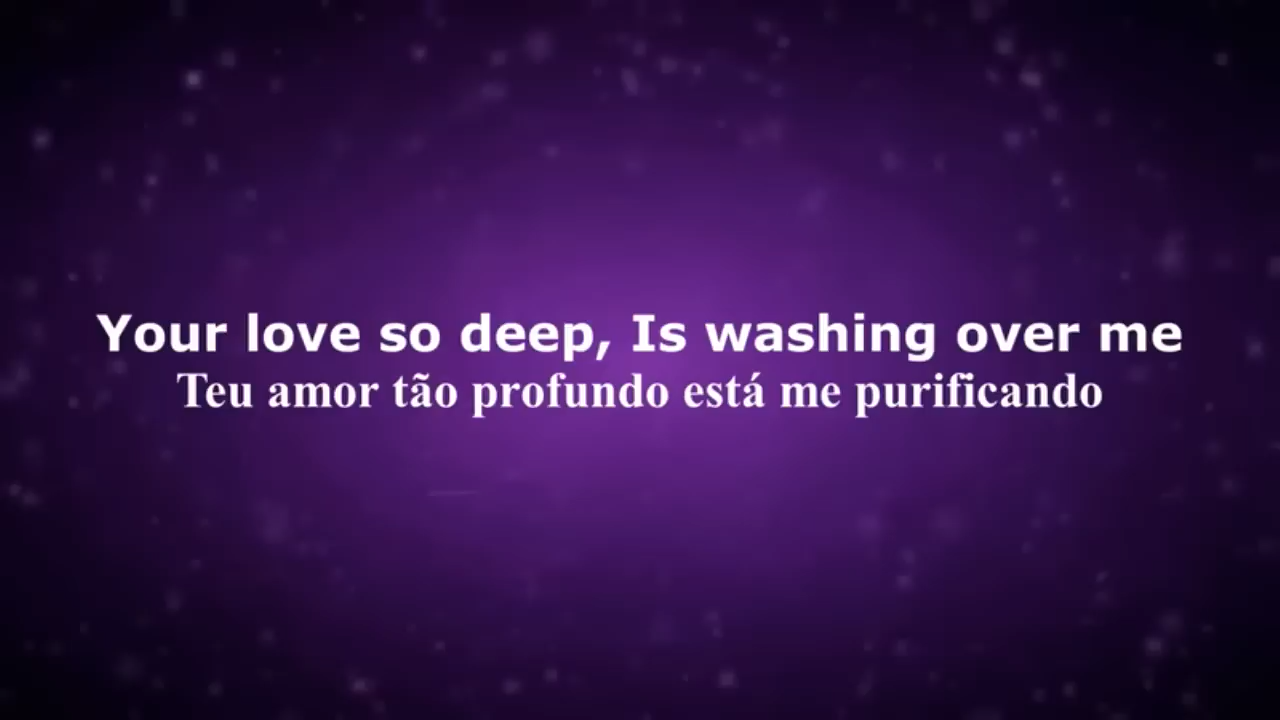 Your love so deep, Is washing over me
Teu amor tão profundo está me purificando